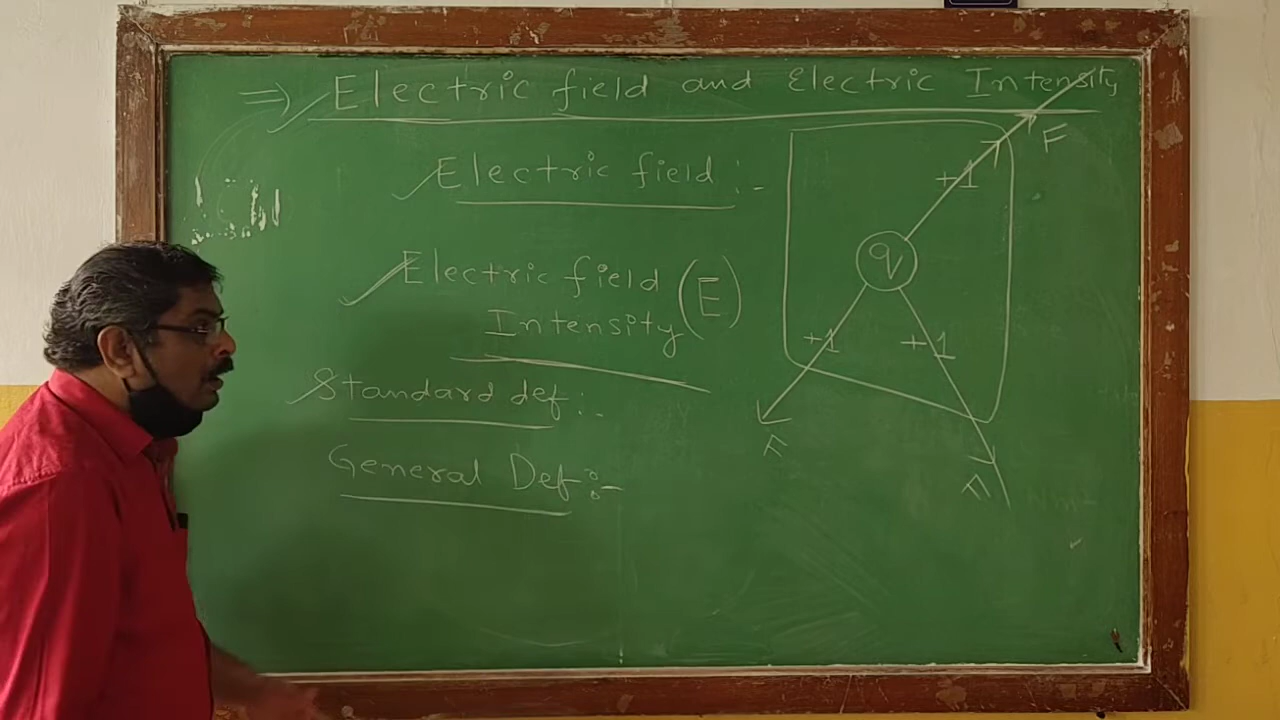 => Electric field and Electric Intensity
Electric field :-
Electric field
Intensity (E)
Standard def :-
General Def :-
F
+1
q
+1
+1
F
F